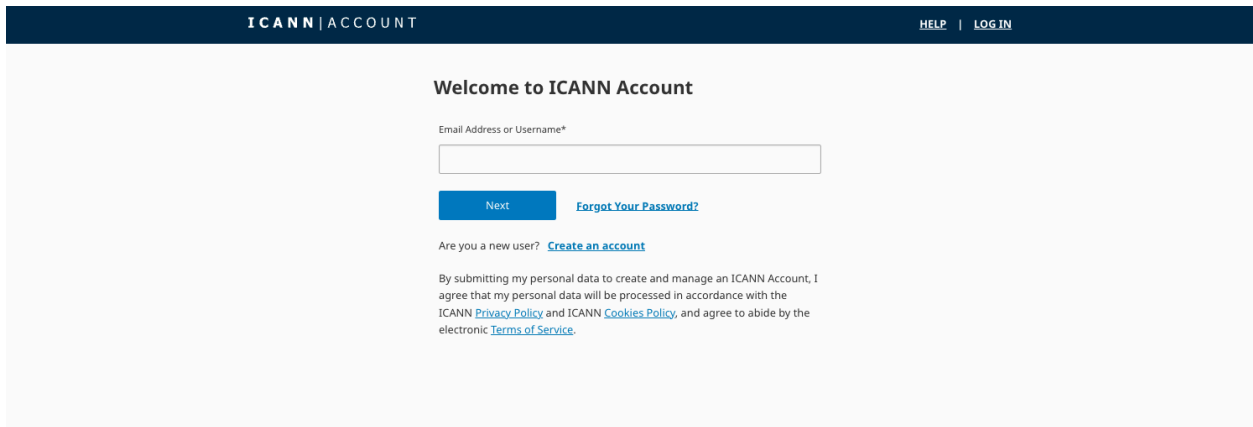 ICANN|ACCOUNT
HELP | LOG IN
Welcome to ICANN Account
Email Address or Username*
Next Forgot Your Password?
Are you a new user? Create an account
By submitting my personal data to create and manage an ICANN Account, I
agree that my personal data will be processed in accordance with the
ICANN Privacy Policy and ICANN Cookies Policy, and agree to abide by the
electronic Terms of Service.